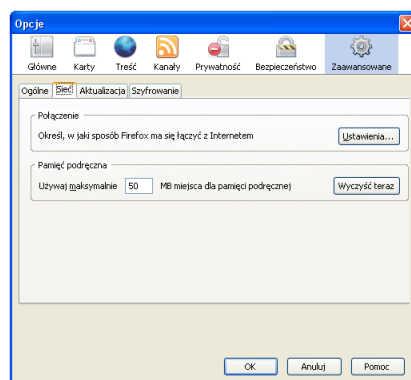 Opcje
Główne Karty Treść Kanały Prywatność Bezpieczeństwo Zaawansowane
Ogólne Sieć Aktualizacja Szyfrowanie
Połączenie
Określ, w jaki sposób Firefox ma się łączyć z Internetem Ustawienia...
Pamięć podręczna
Używaj maksymalnie 50 MB miejsca dla pamięci podręcznej Wyczyść teraz
OK Anuluj Pomoc